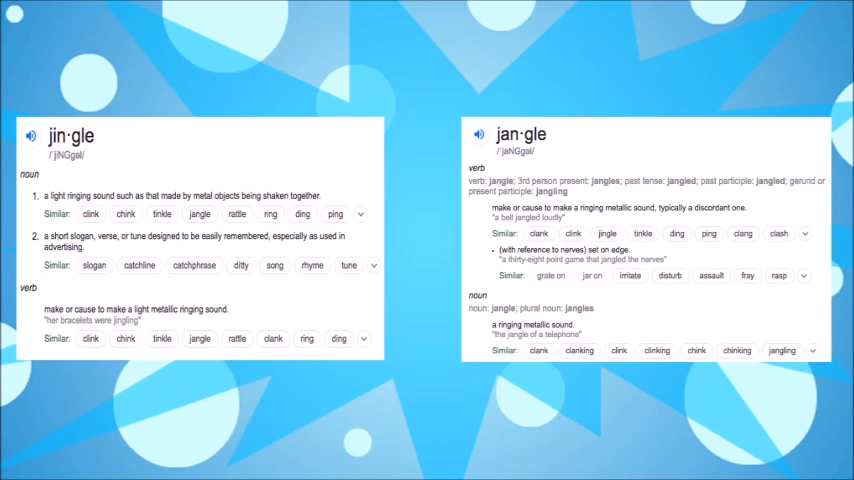 jin·gle
/ˈjiNGɡəl/
noun
1. a light ringing sound such as that made by metal objects being shaken together.
Similar: clink chink tinkle jangle rattle ring ding ping
2. a short slogan, verse, or tune designed to be easily remembered, especially as used in
advertising.
Similar: slogan catchline catchphrase ditty song rhyme tune
verb
make or cause to make a light metallic ringing sound.
"her bracelets were jingling"
Similar: clink chink tinkle jangle rattle clank ring ding
jan·gle
/ˈjaNGɡəl/
verb
verb: jangle; 3rd person present: jangles; past tense: jangled; past participle: jangled; gerund or
present participle: jangling
make or cause to make a ringing metallic sound, typically a discordant one.
"a bell jangled loudly"
Similar: clank clink jingle tinkle ding ping clang clash
• (with reference to nerves) set on edge.
"a thirty-eight point game that jangled the nerves"
Similar: grate on jar on irritate disturb assault fray rasp
noun
noun: jangle; plural noun: jangles
a ringing metallic sound.
"the jangle of a telephone"
Similar: clank clanking clink clinking chink chinking jangling